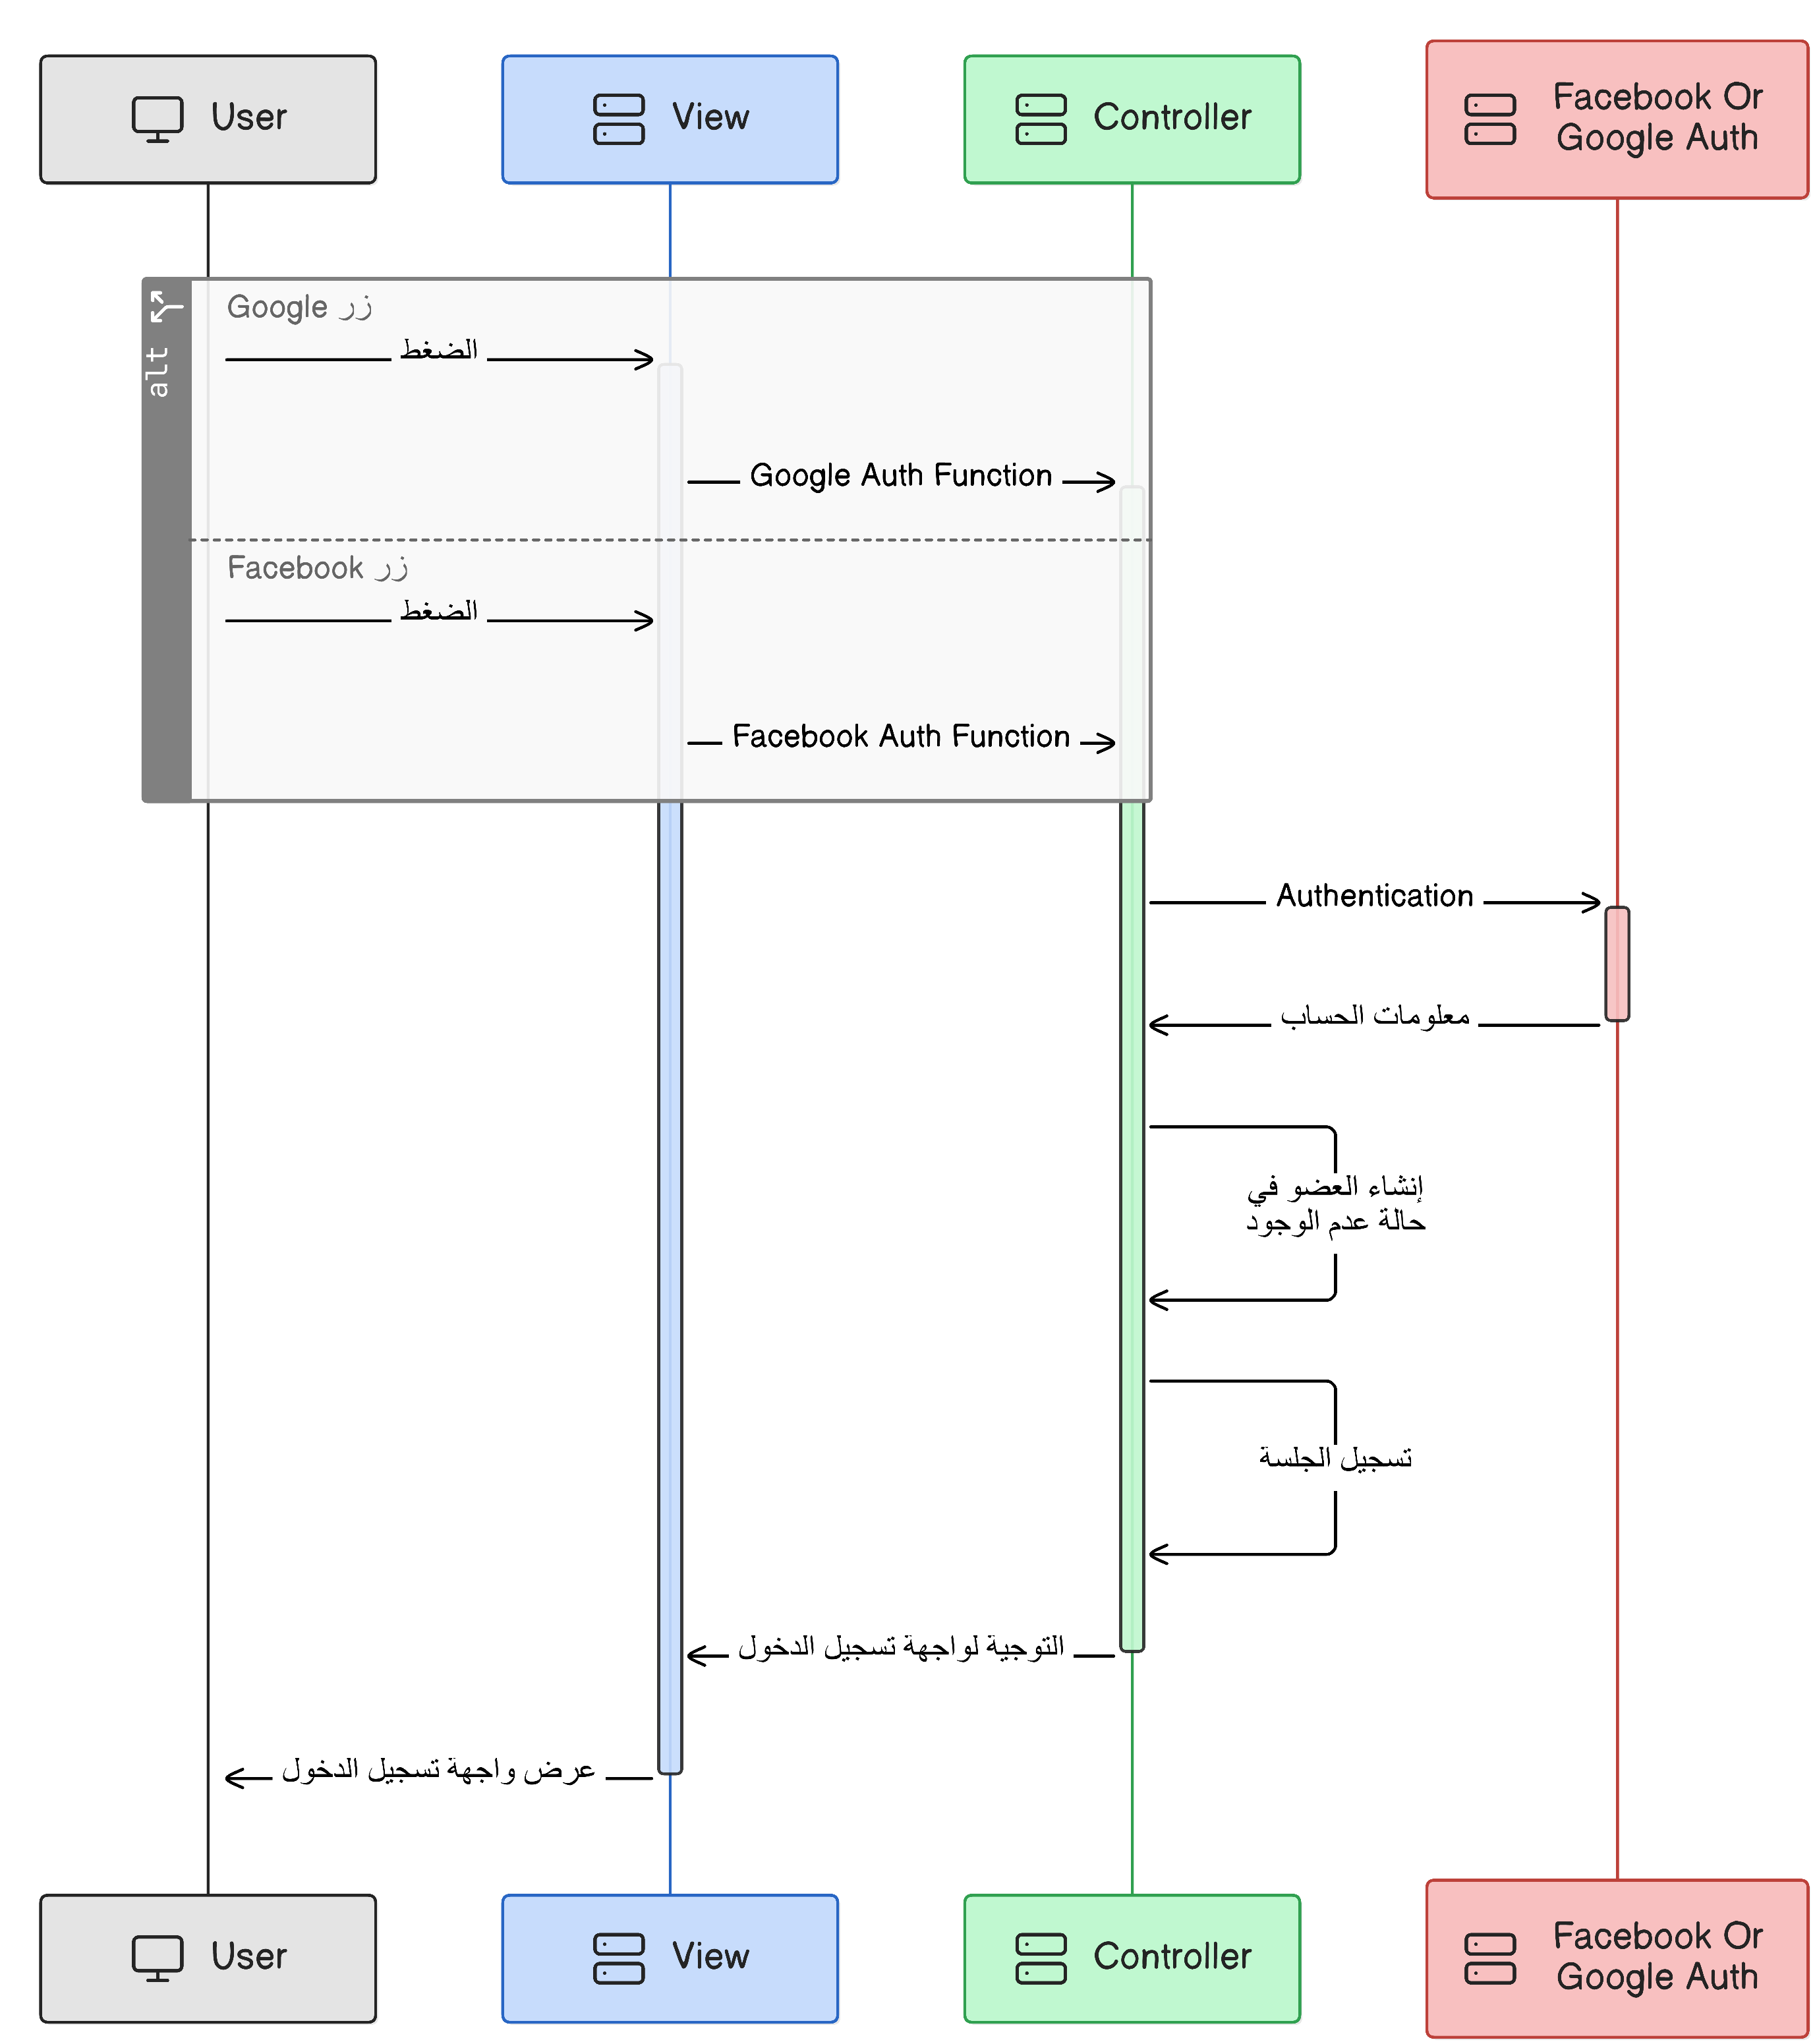 User
View
Controller
Facebook Or
Google Auth
alt
Google زر
الضغط
Google Auth Function
Facebook زر
الضغط
Facebook Auth Function
Authentication
معلومات الحساب
إنشاء العضو في
حالة عدم الوجود
تسجيل الجلسة
التوجية لواجهة تسجيل الدخول
عرض واجهة تسجيل الدخول
User
View
Controller
Facebook Or
Google Auth